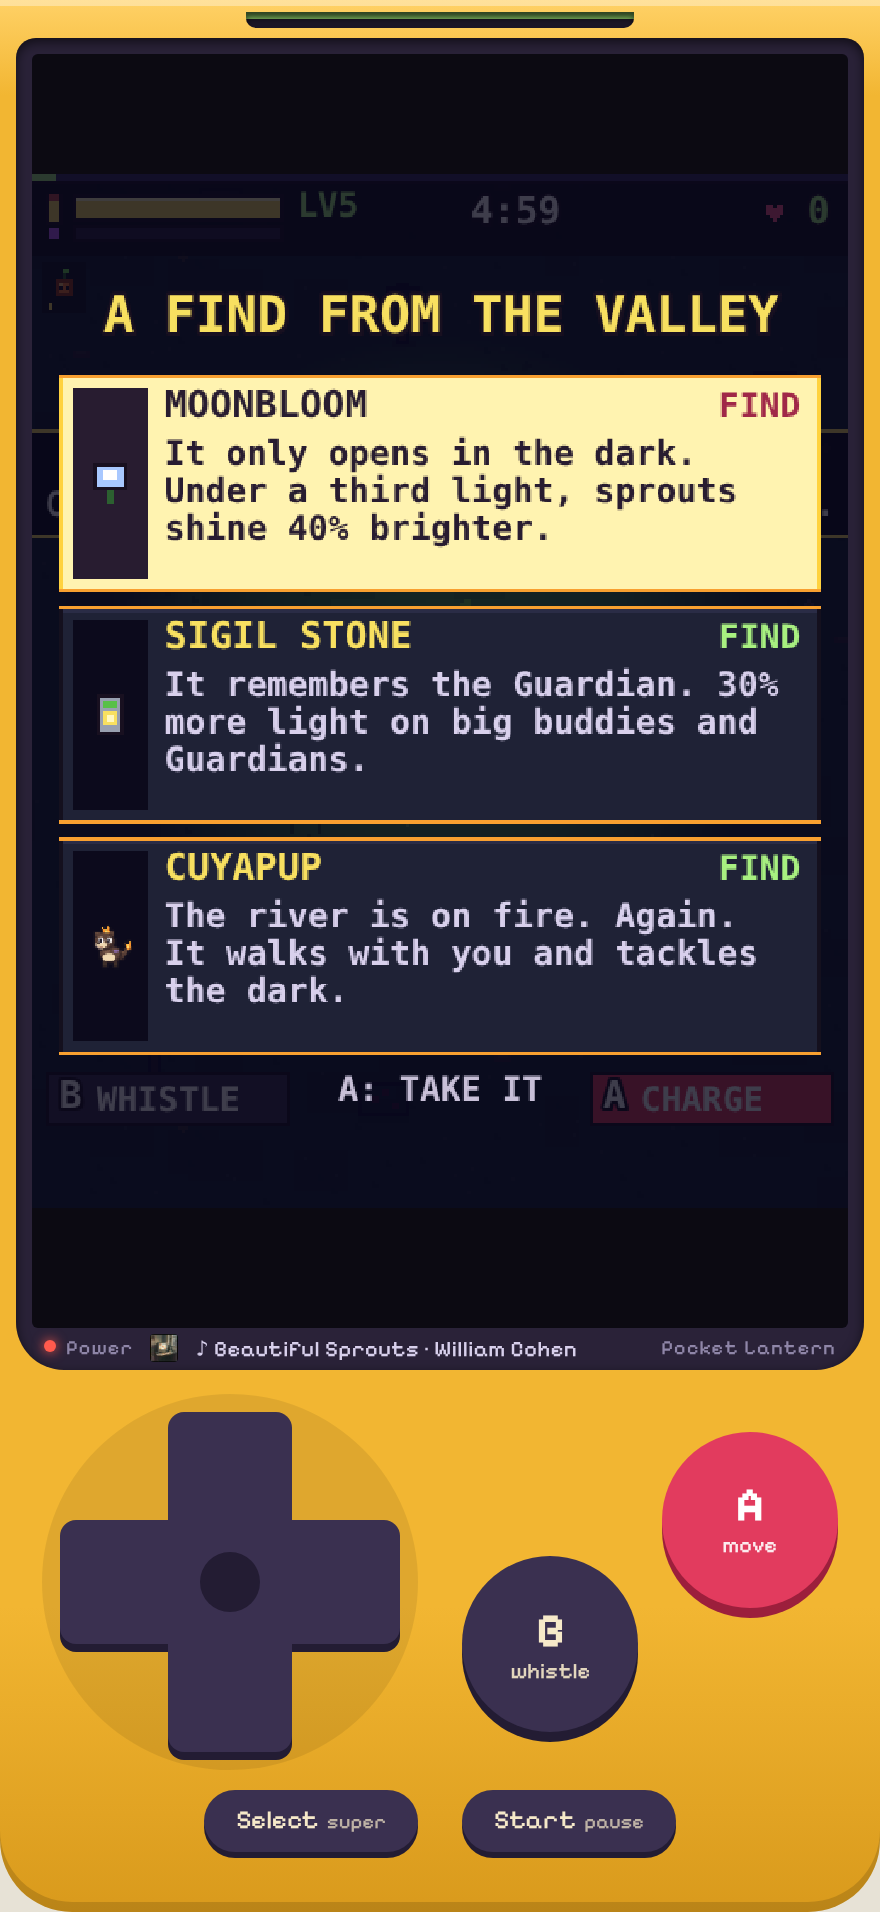 LV5
4:59
0
A FIND FROM THE VALLEY
MOONBLOOM
FIND
It only opens in the dark.
Under a third light, sprouts
shine 40% brighter.
SIGIL STONE
FIND
It remembers the Guardian. 30%
more light on big buddies and
Guardians.
CUYAPUP
FIND
The river is on fire. Again.
It walks with you and tackles
the dark.
B WHISTLE
A: TAKE IT
A CHARGE
Power
♪ Beautiful Sprouts · William Cohen
Pocket Lantern
A
move
B
whistle
Select super
Start pause